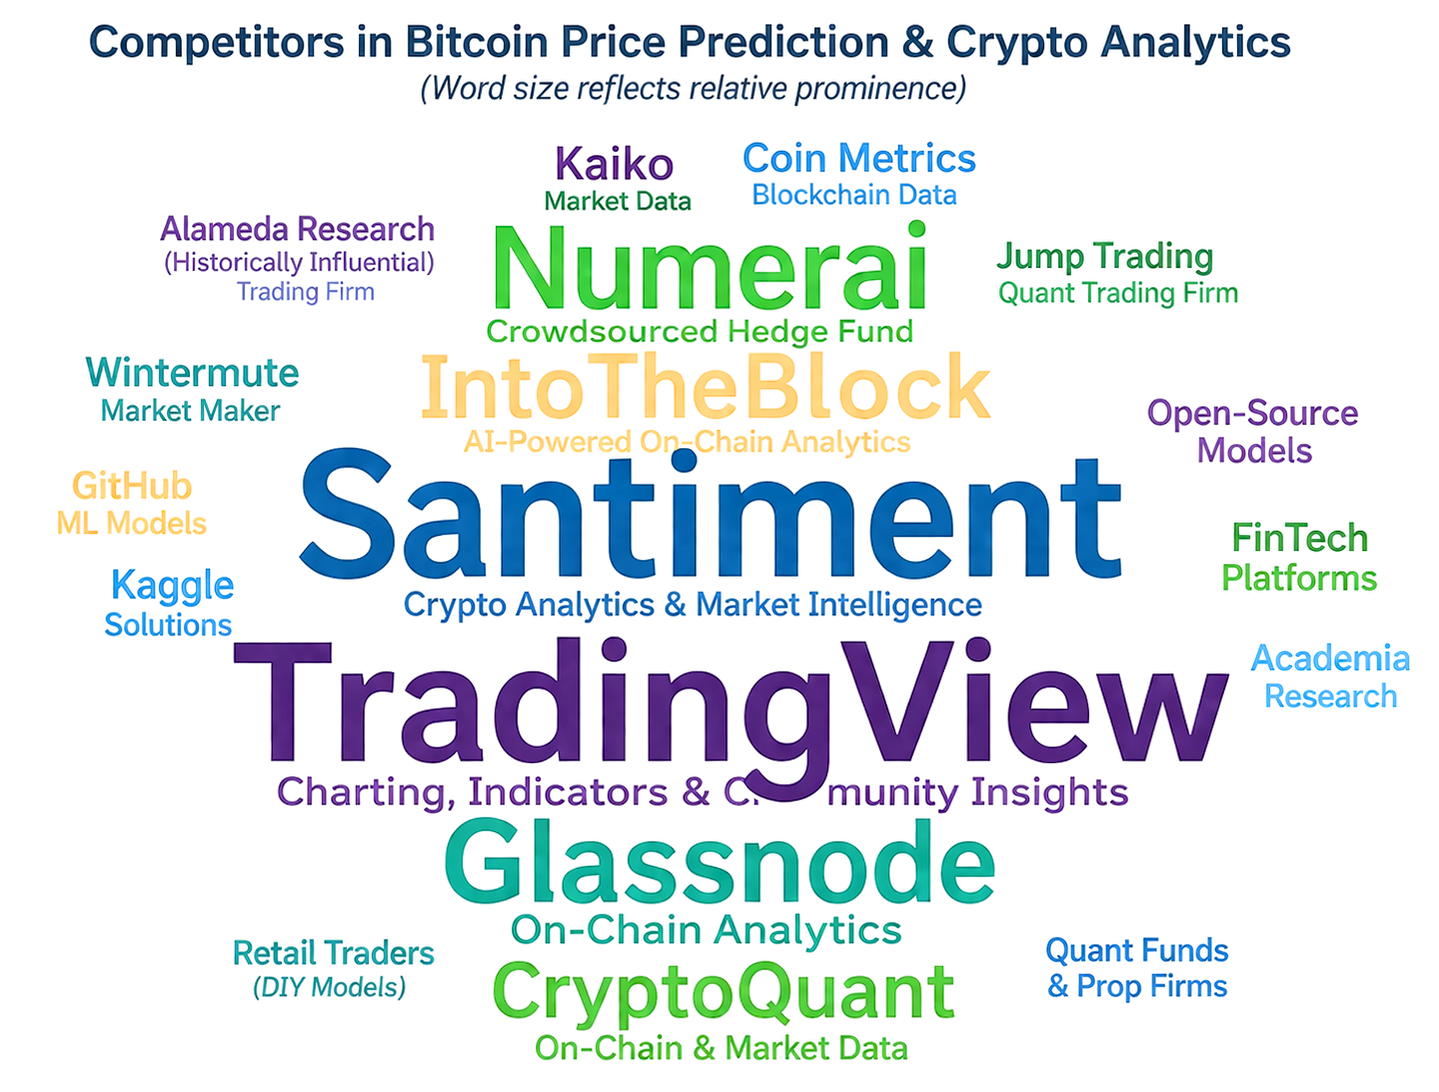 Competitors in Bitcoin Price Prediction & Crypto Analytics
(Word size reflects relative prominence)
Kaiko
Market Data
Coin Metrics
Blockchain Data
Alameda Research
(Historically Influential)
Trading Firm
Numerai
Crowdsourced Hedge Fund
Jump Trading
Quant Trading Firm
Wintermute
Market Maker
IntoTheBlock
AI-Powered On-Chain Analytics
Open-Source
Models
GitHub
ML Models
Santiment
Crypto Analytics & Market Intelligence
FinTech
Platforms
Kaggle
Solutions
TradingView
Charting, Indicators & C munity Insights
Academia
Research
Glassnode
On-Chain Analytics
Retail Traders
(DIY Models)
CryptoQuant
On-Chain & Market Data
Quant Funds
& Prop Firms